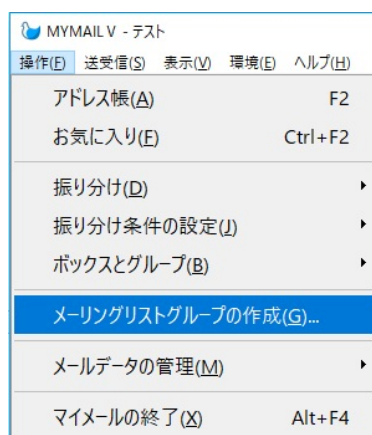 MYMAIL V - テスト
操作(F) 送受信(S) 表示(V) 環境(E) ヘルプ(H)
アドレス帳(A) F2
お気に入り(F) Ctrl+F2
振り分け(D)
振り分け条件の設定(J)
ボックスとグループ(B)
メーリングリストグループの作成(G)...
メールデータの管理(M)
マイメールの終了(X) Alt+F4